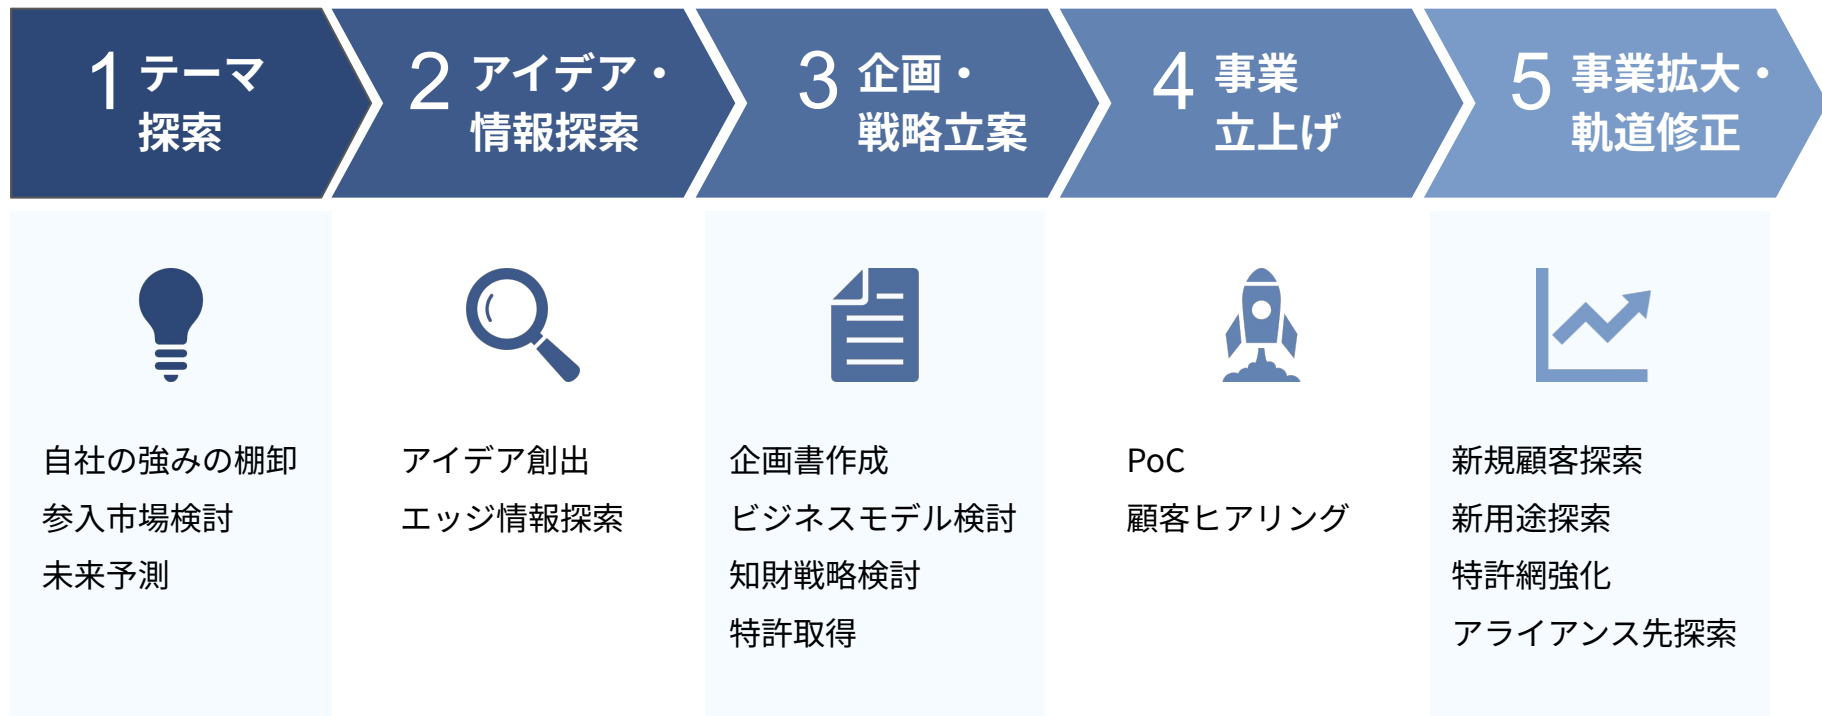 1 テーマ
探索
2 アイデア・
情報探索
3 企画・
戦略立案
4 事業
立上げ
5 事業拡大・
軌道修正
自社の強みの棚卸
参入市場検討
未来予測
アイデア創出
エッジ情報探索
企画書作成
ビジネスモデル検討
知財戦略検討
特許取得
PoC
顧客ヒアリング
新規顧客探索
新用途探索
特許網強化
アライアンス先探索